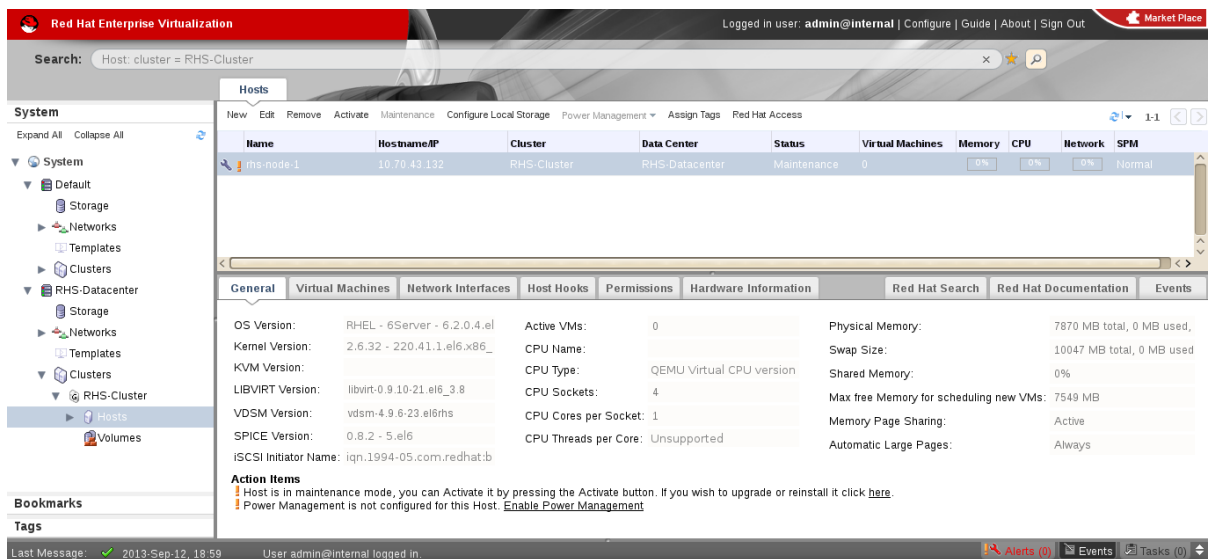 Red Hat Enterprise Virtualization
Logged in user: admin@internal | Configure | Guide | About | Sign Out
Market Place
Search: Host: cluster = RHS-Cluster
Hosts
System
Expand All Collapse All
System
Default
Storage
Networks
Templates
Clusters
RHS-Datacenter
Storage
Networks
Templates
Clusters
RHS-Cluster
Hosts
Volumes
Bookmarks
Tags
New Edit Remove Activate Maintenance Configure Local Storage Power Management Assign Tags Red Hat Access
1-1
Name Hostname/IP Cluster Data Center Status Virtual Machines Memory CPU Network SPM
rhs-node-1 10.70.43.132 RHS-Cluster RHS-Datacenter Maintenance 0 0% 0% 0% Normal
General Virtual Machines Network Interfaces Host Hooks Permissions Hardware Information Red Hat Search Red Hat Documentation Events
OS Version: RHEL - 6Server - 6.2.0.4.el
Kernel Version: 2.6.32 - 220.41.1.el6.x86_
KVM Version:
LIBVIRT Version: libvirt-0.9.10-21.el6_3.8
VDSM Version: vdsm-4.9.6-23.el6rhs
SPICE Version: 0.8.2 - 5.el6
iSCSI Initiator Name: iqn.1994-05.com.redhat:b
Active VMs: 0
CPU Name:
CPU Type: QEMU Virtual CPU version
CPU Sockets: 4
CPU Cores per Socket: 1
CPU Threads per Core: Unsupported
Physical Memory: 7870 MB total, 0 MB used,
Swap Size: 10047 MB total, 0 MB used
Shared Memory: 0%
Max free Memory for scheduling new VMs: 7549 MB
Memory Page Sharing: Active
Automatic Large Pages: Always
Action Items
Host is in maintenance mode, you can Activate it by pressing the Activate button. If you wish to upgrade or reinstall it click here.
Power Management is not configured for this Host. Enable Power Management
Last Message: 2013-Sep-12, 18:59 User admin@internal logged in.
Alerts (0) Events Tasks (0)